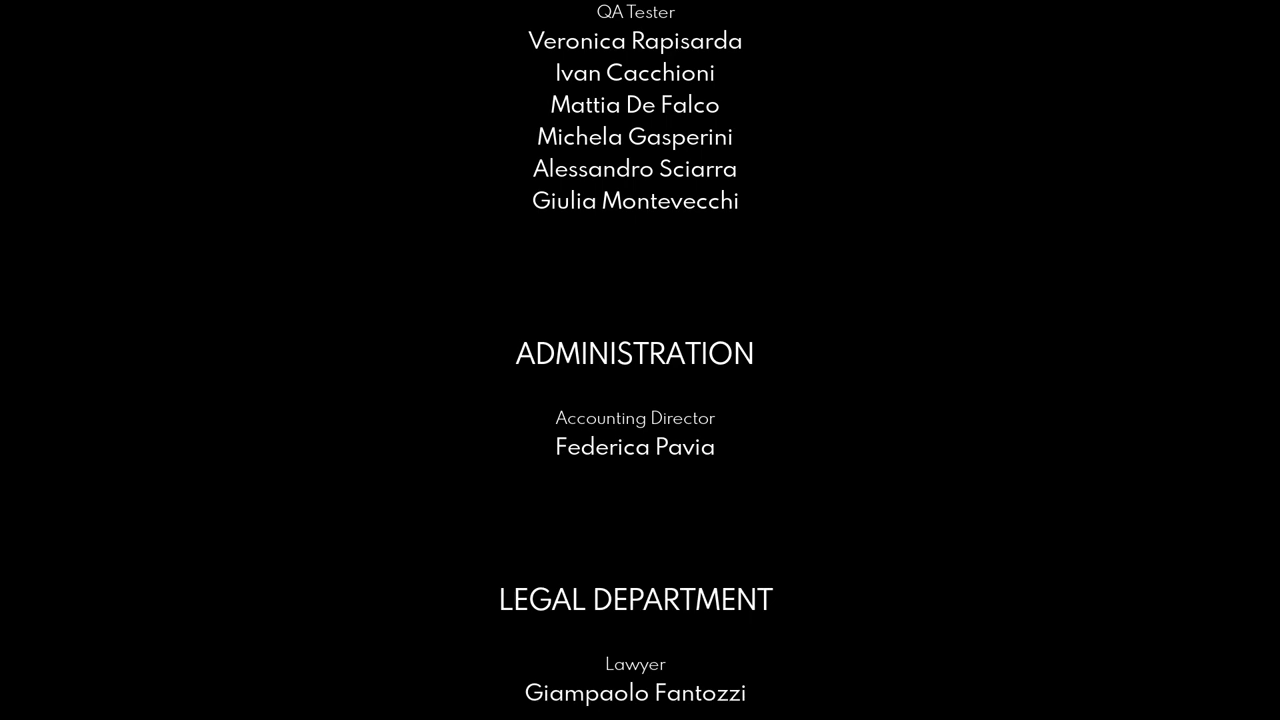 QA Tester
Veronica Rapisarda
Ivan Cacchioni
Mattia De Falco
Michela Gasperini
Alessandro Sciarra
Giulia Montevecchi
ADMINISTRATION
Accounting Director
Federica Pavia
LEGAL DEPARTMENT
Lawyer
Giampaolo Fantozzi